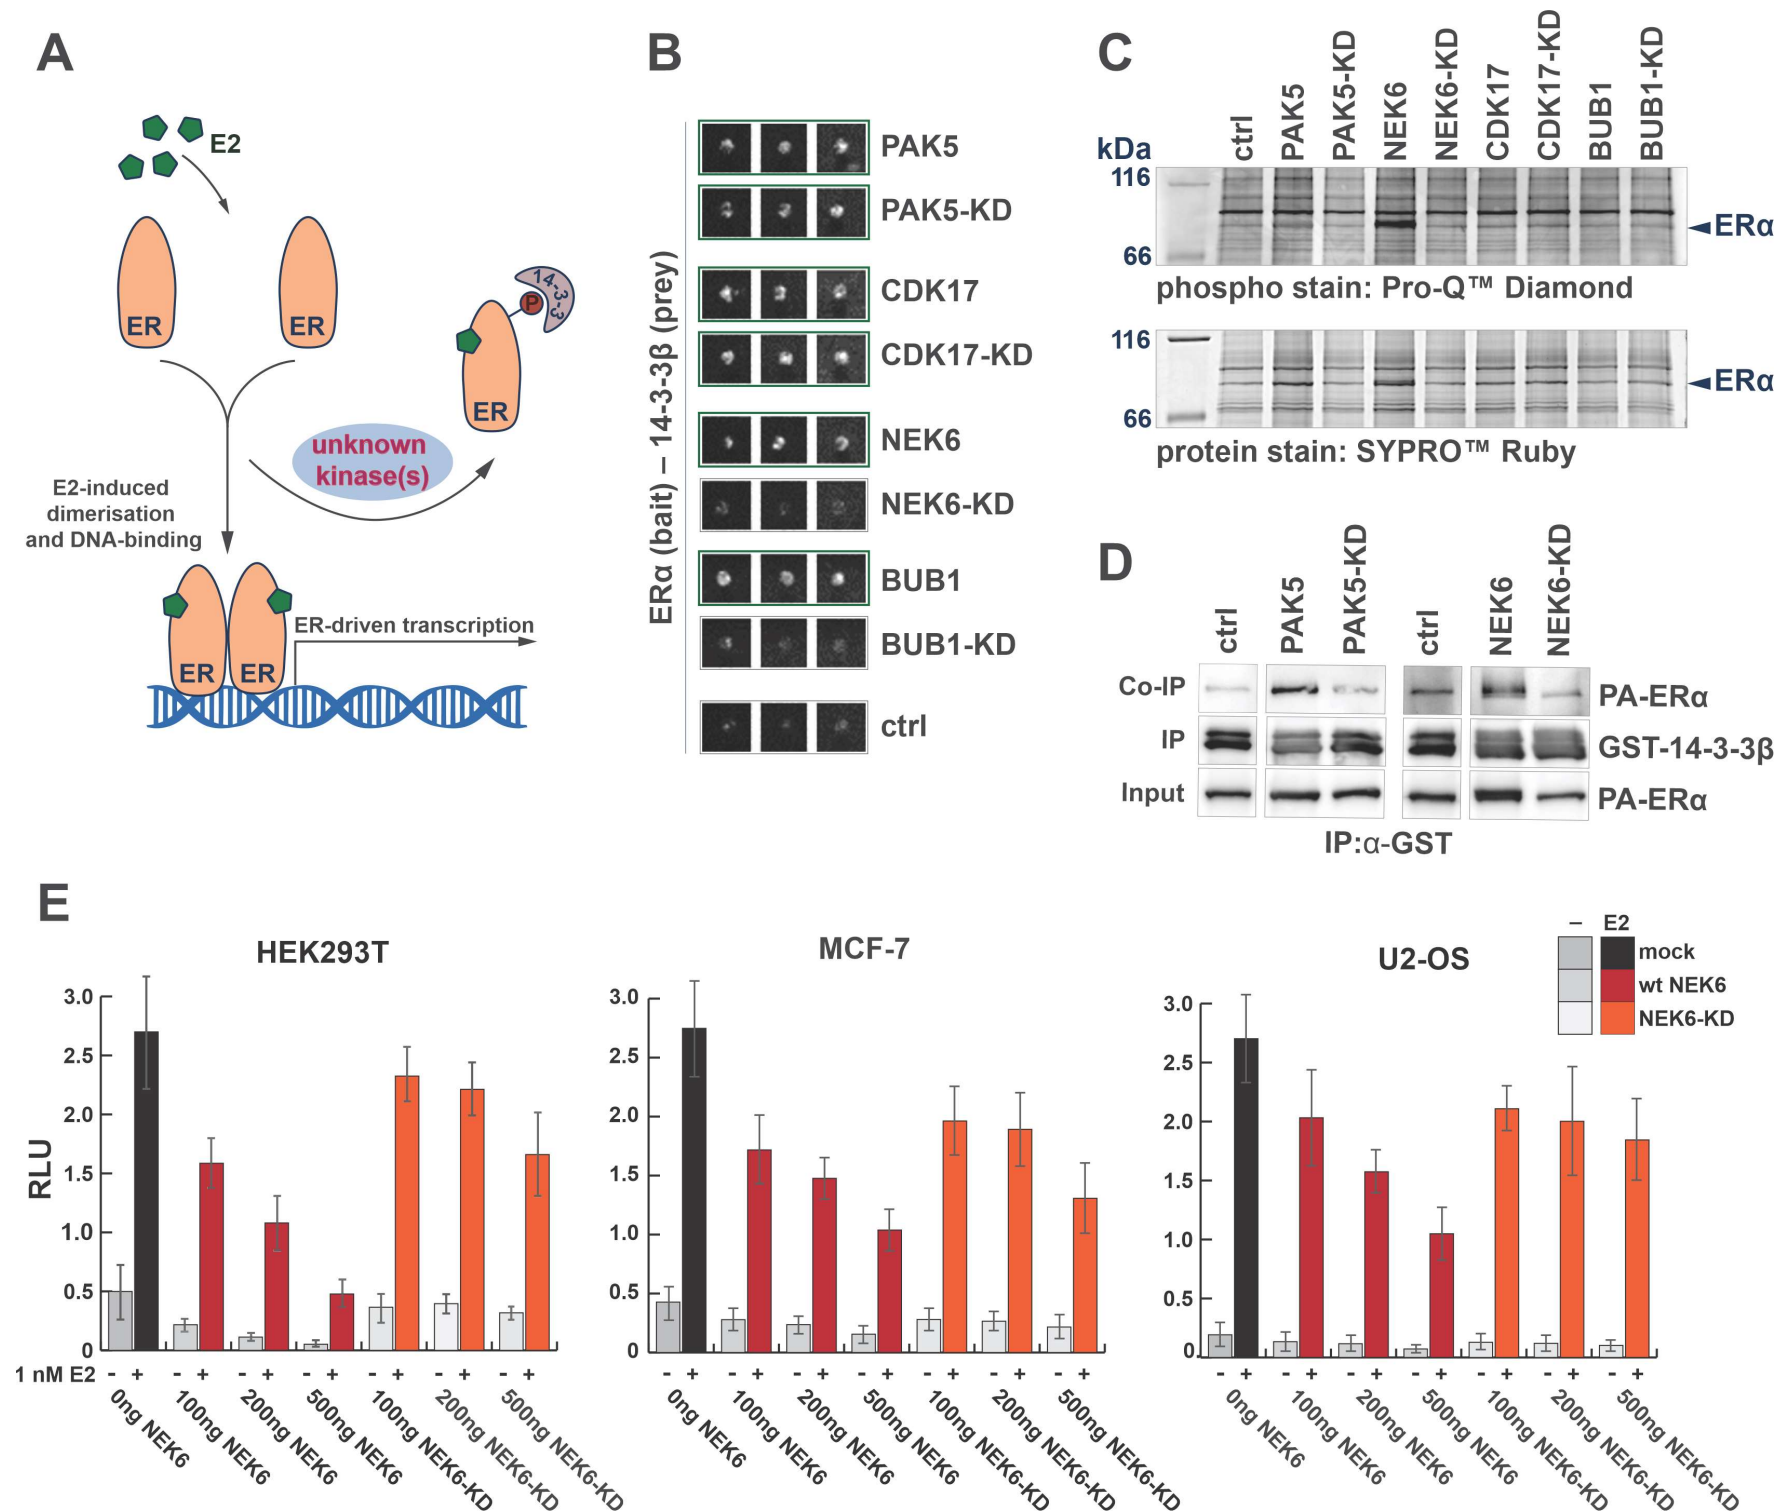 A
E2
ER
ER
14-3-3
P
ER
unknown
kinase(s)
E2-induced
dimerisation
and DNA-binding
ER-driven transcription
ER
ER
B
ERα (bait) – 14-3-3β (prey)
PAK5
PAK5-KD
CDK17
CDK17-KD
NEK6
NEK6-KD
BUB1
BUB1-KD
ctrl
C
ctrl
PAK5
PAK5-KD
NEK6
NEK6-KD
CDK17
CDK17-KD
BUB1
BUB1-KD
kDa
116
66
ERα
phospho stain: Pro-Q™ Diamond
116
66
ERα
protein stain: SYPRO™ Ruby
D
ctrl
PAK5
PAK5-KD
ctrl
NEK6
NEK6-KD
Co-IP
PA-ERα
IP
GST-14-3-3β
Input
PA-ERα
IP:α-GST
E
HEK293T
RLU
3.0
2.5
2.0
1.5
1.0
0.5
0
1 nM E2
- + - + - + - + - + - + - +
0ng NEK6
100ng NEK6
200ng NEK6
500ng NEK6
100ng NEK6-KD
200ng NEK6-KD
500ng NEK6-KD
MCF-7
3.0
2.5
2.0
1.5
1.0
0.5
0
- + - + - + - + - + - + - +
0ng NEK6
100ng NEK6
200ng NEK6
500ng NEK6
100ng NEK6-KD
200ng NEK6-KD
500ng NEK6-KD
U2-OS
3.0
2.5
2.0
1.5
1.0
0.5
0
- + - + - + - + - + - + - +
0ng NEK6
100ng NEK6
200ng NEK6
500ng NEK6
100ng NEK6-KD
200ng NEK6-KD
500ng NEK6-KD
– E2
mock
wt NEK6
NEK6-KD